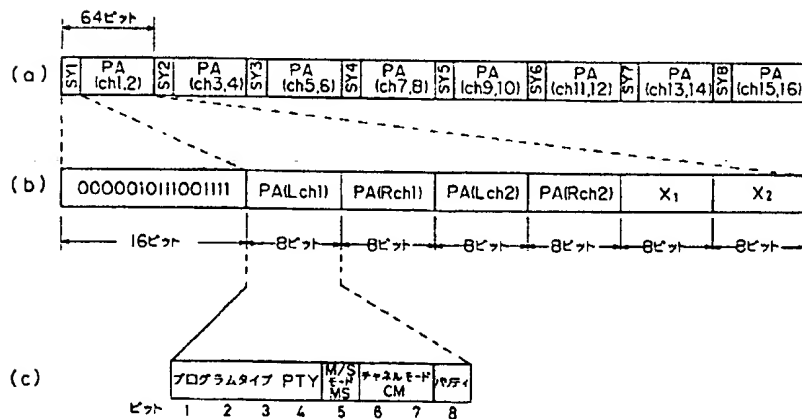 64ビット
(a) SY1 PA (ch1,2) SY2 PA (ch3,4) SY3 PA (ch5,6) SY4 PA (ch7,8) SY5 PA (ch9,10) SY6 PA (ch11,12) SY7 PA (ch13,14) SY8 PA (ch15,16)
(b) 0000010111001111 PA(Lch1) PA(Rch1) PA(Lch2) PA(Rch2) X₁ X₂
16ビット 8ビット 8ビット 8ビット 8ビット 8ビット 8ビット
(c) プログラムタイプ PTY M/S モード MS チャネルモード CM パリティ
ビット 1 2 3 4 5 6 7 8